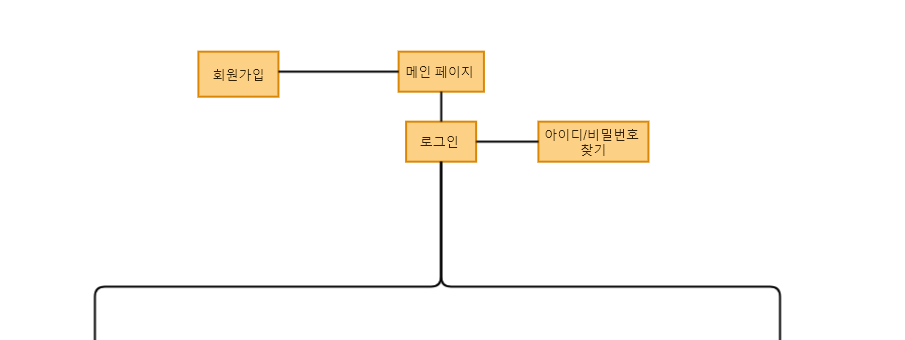 회원가입
메인 페이지
로그인
아이디/비밀번호
찾기